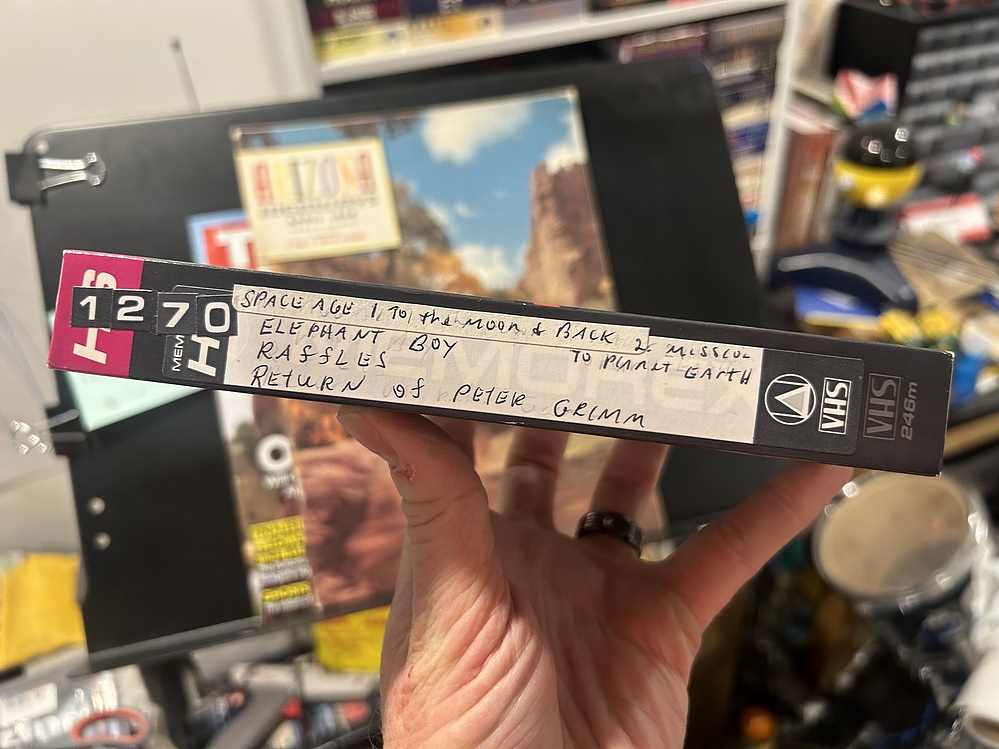 ARIZONA
T
HS
1270
MEM
H
SPACE AGE 1, TO the MOON & BACK 2. MISSION
TO PLANET EARTH
ELEPHANT BOY
RAFFLES
RETURN of PETER GRIMM
VHS
VHS
246m